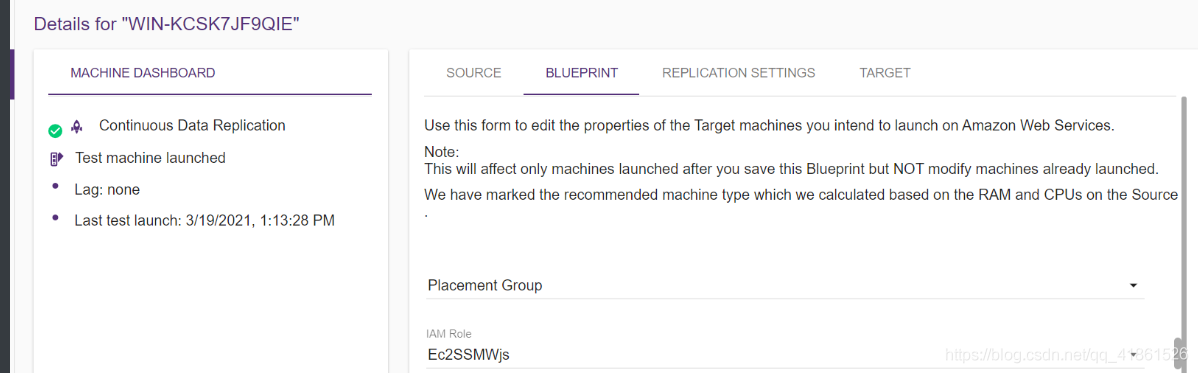 Details for "WIN-KCSK7JF9QIE"
MACHINE DASHBOARD
Continuous Data Replication
Test machine launched
Lag: none
Last test launch: 3/19/2021, 1:13:28 PM
SOURCE BLUEPRINT REPLICATION SETTINGS TARGET
Use this form to edit the properties of the Target machines you intend to launch on Amazon Web Services.
Note:
This will affect only machines launched after you save this Blueprint but NOT modify machines already launched.
We have marked the recommended machine type which we calculated based on the RAM and CPUs on the Source
.
Placement Group
IAM Role
Ec2SSMWjs
https://blog.csdn.net/qq_41861526